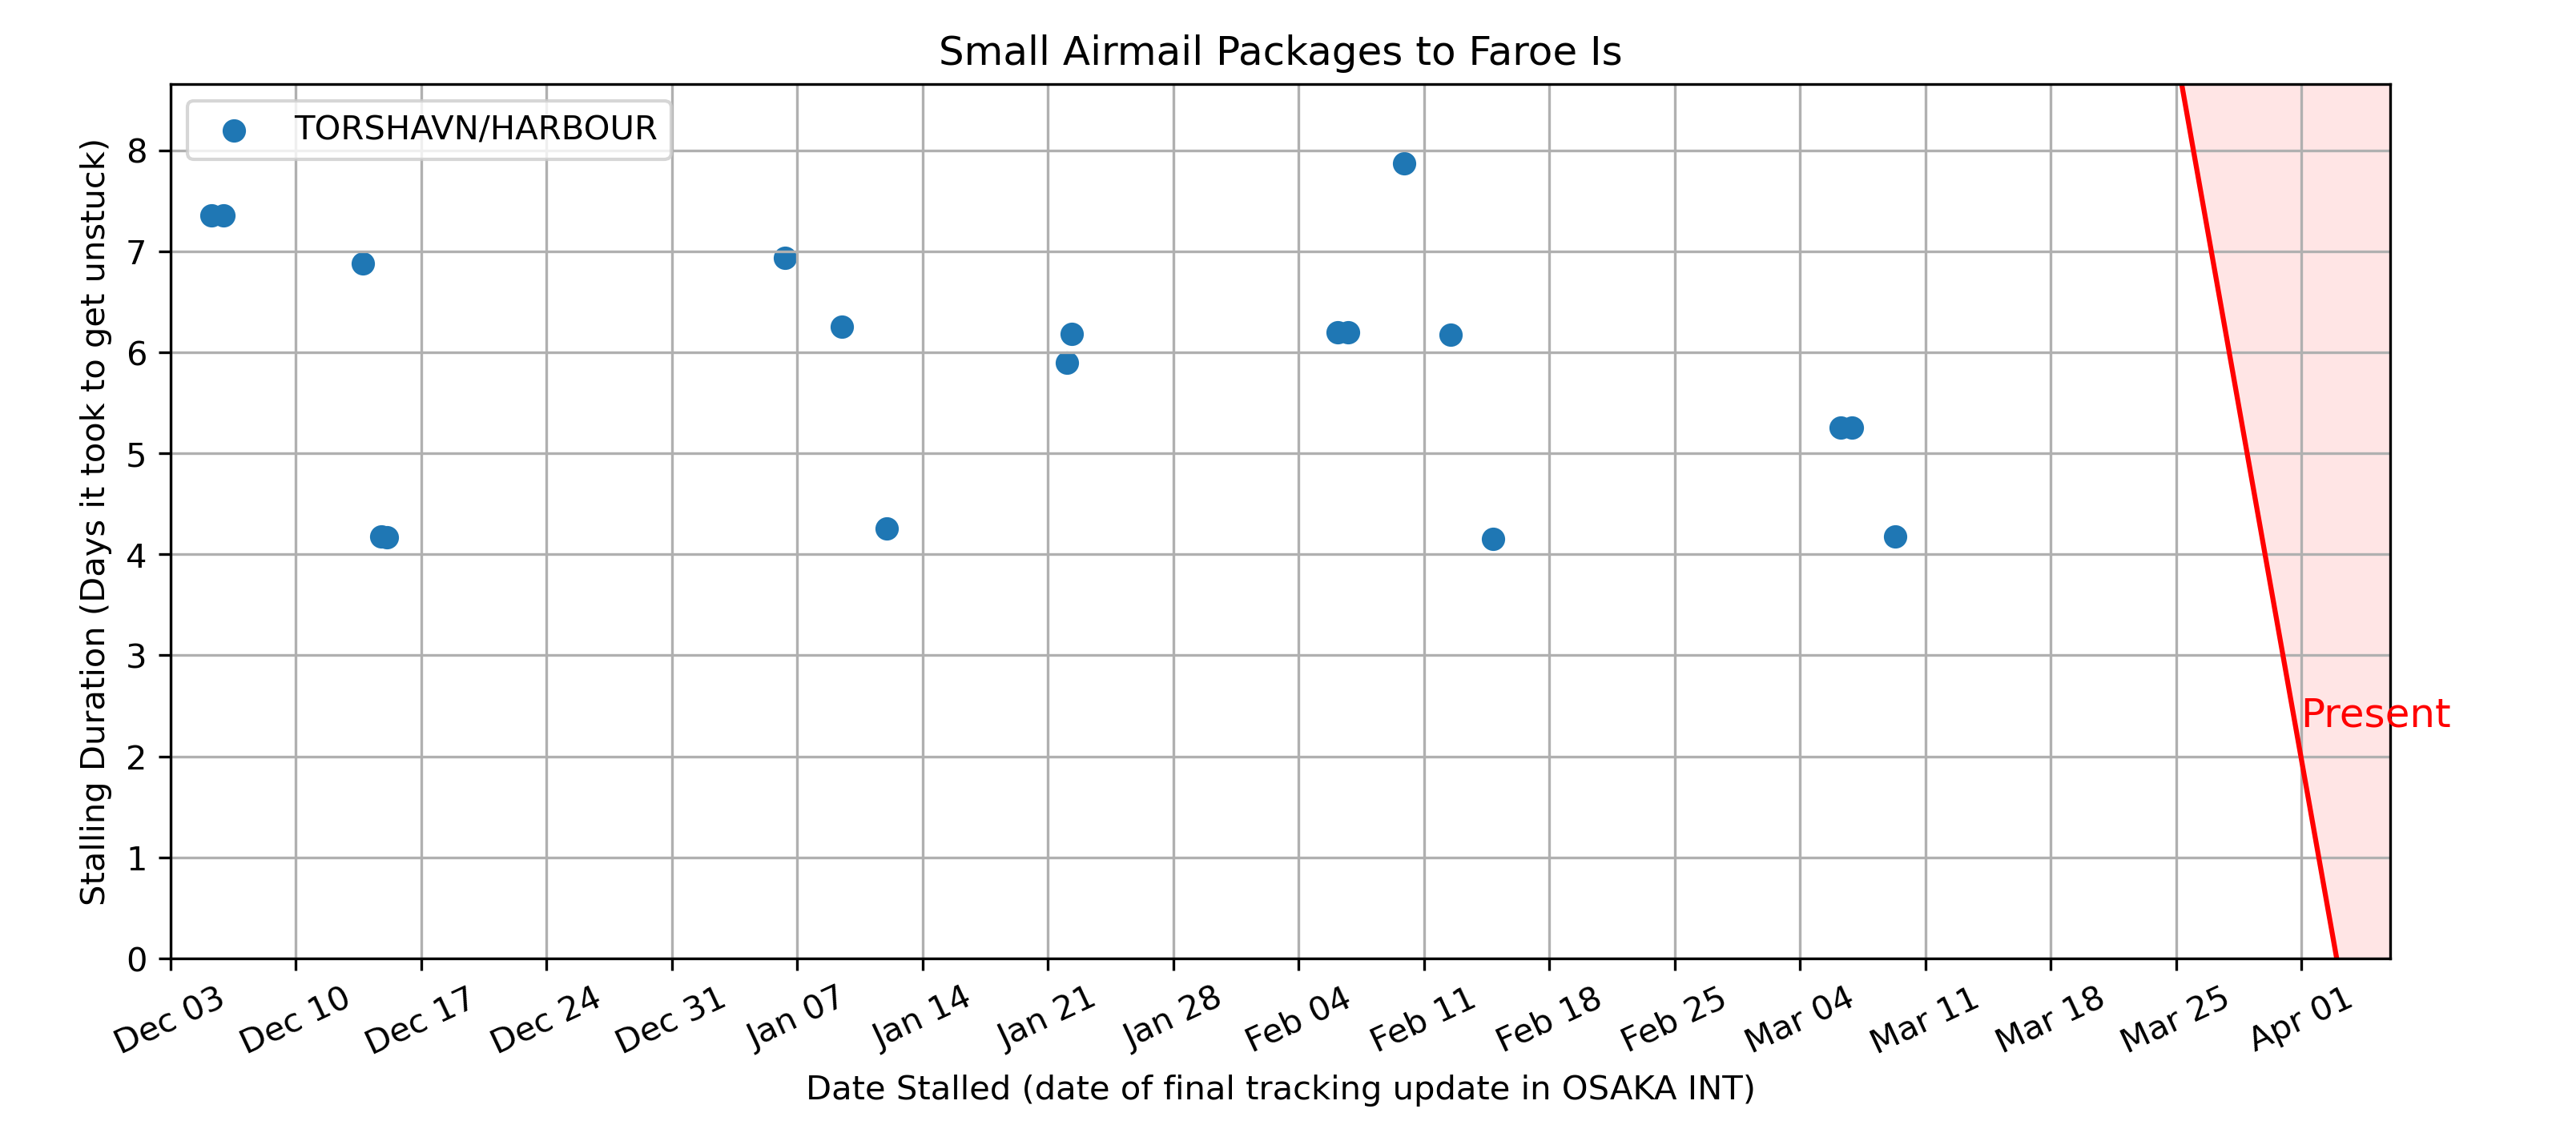 Small Airmail Packages to Faroe Is
TORSHAVN/HARBOUR
Stalling Duration (Days it took to get unstuck)
8
7
6
5
4
3
2
1
0
Present
Dec 03
Dec 10
Dec 17
Dec 24
Dec 31
Jan 07
Jan 14
Jan 21
Jan 28
Feb 04
Feb 11
Feb 18
Feb 25
Mar 04
Mar 11
Mar 18
Mar 25
Apr 01
Date Stalled (date of final tracking update in OSAKA INT)